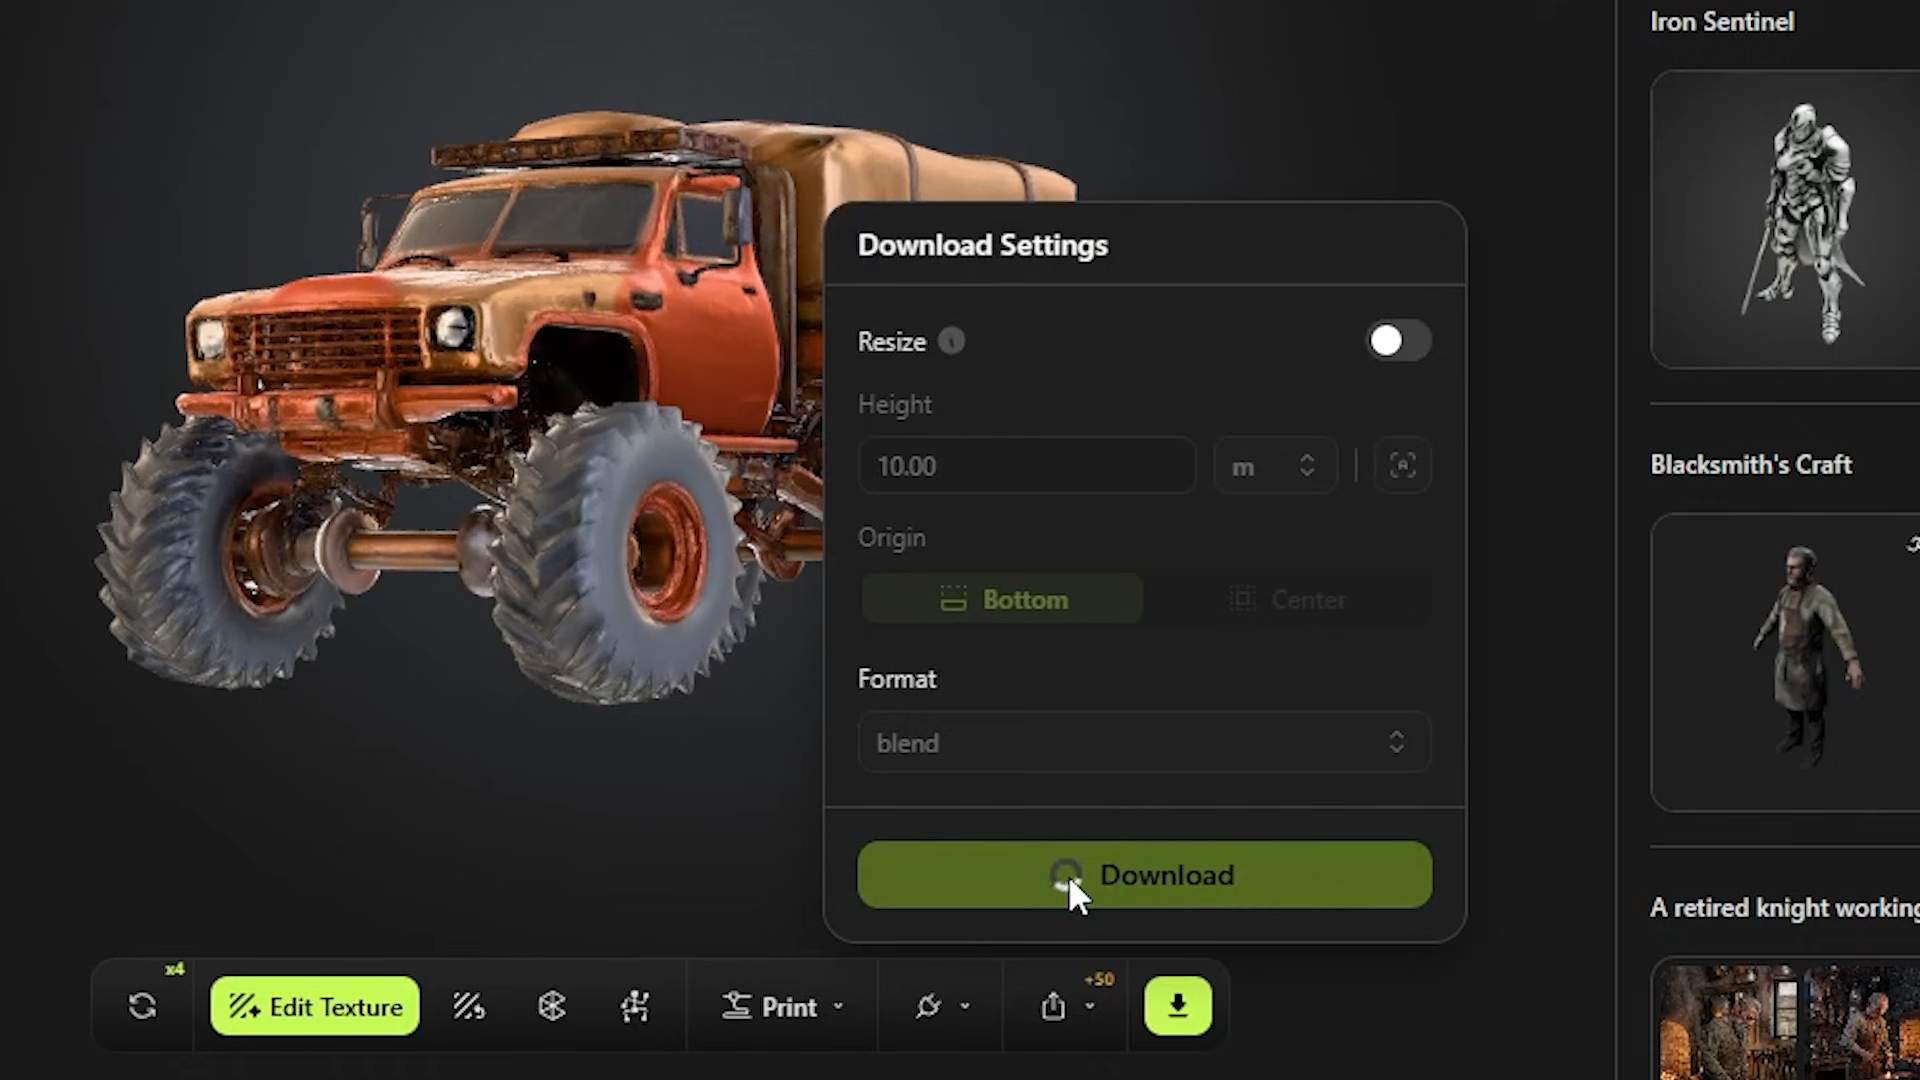 Iron Sentinel
Download Settings
Resize
Height
10.00 m
Origin
Bottom Center
Format
blend
Download
Blacksmith's Craft
A retired knight working
x4
Edit Texture
Print
+50